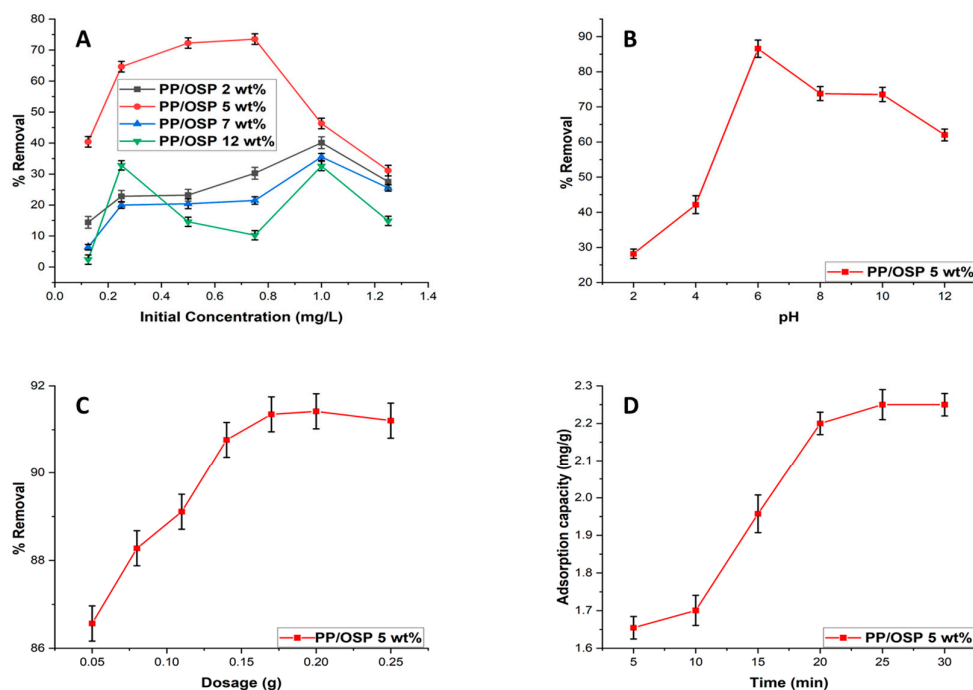 A
80
70
60
50
40
30
20
10
0
% Removal
PP/OSP 2 wt%
PP/OSP 5 wt%
PP/OSP 7 wt%
PP/OSP 12 wt%
0.0 0.2 0.4 0.6 0.8 1.0 1.2 1.4
Initial Concentration (mg/L)
B
90
80
70
60
50
40
30
20
% Removal
PP/OSP 5 wt%
2 4 6 8 10 12
pH
C
92
90
88
86
% Removal
PP/OSP 5 wt%
0.05 0.10 0.15 0.20 0.25
Dosage (g)
D
2.3
2.2
2.1
2.0
1.9
1.8
1.7
1.6
Adsorption capacity (mg/g)
PP/OSP 5 wt%
5 10 15 20 25 30
Time (min)